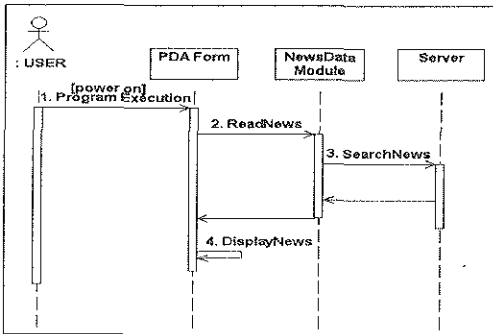 : USER
PDA Form
NewsData
Module
Server
[power on]
1. Program Execution
2. ReadNews
3. SearchNews
4. DisplayNews